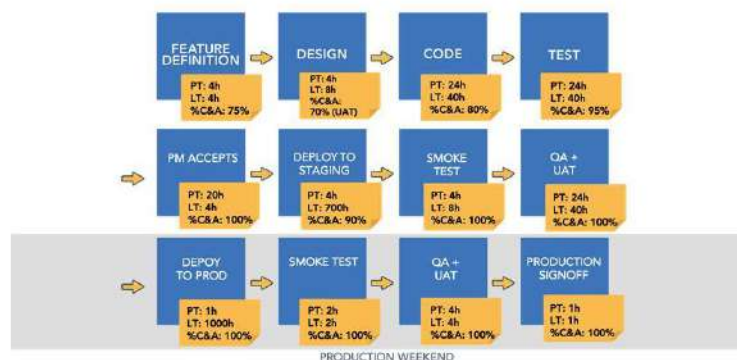 FEATURE
DEFINITION
PT: 4h
LT: 4h
%C&A: 75%
DESIGN
PT: 4h
LT: 8h
%C&A:
70% (UAT)
CODE
PT: 24h
LT: 40h
%C&A: 80%
TEST
PT: 24h
LT: 40h
%C&A: 95%
PM ACCEPTS
PT: 20h
LT: 4h
%C&A: 100%
DEPLOY TO
STAGING
PT: 4h
LT: 700h
%C&A: 90%
SMOKE
TEST
PT: 4h
LT: 8h
%C&A: 100%
QA +
UAT
PT: 24h
LT: 40h
%C&A: 100%
DEPOY
TO PROD
PT: 1h
LT: 1000h
%C&A: 100%
SMOKE TEST
PT: 2h
LT: 2h
%C&A: 100%
QA +
UAT
PT: 4h
LT: 4h
%C&A: 100%
PRODUCTION
SIGNOFF
PT: 1h
LT: 1h
%C&A: 100%
PRODUCTION WEEKEND